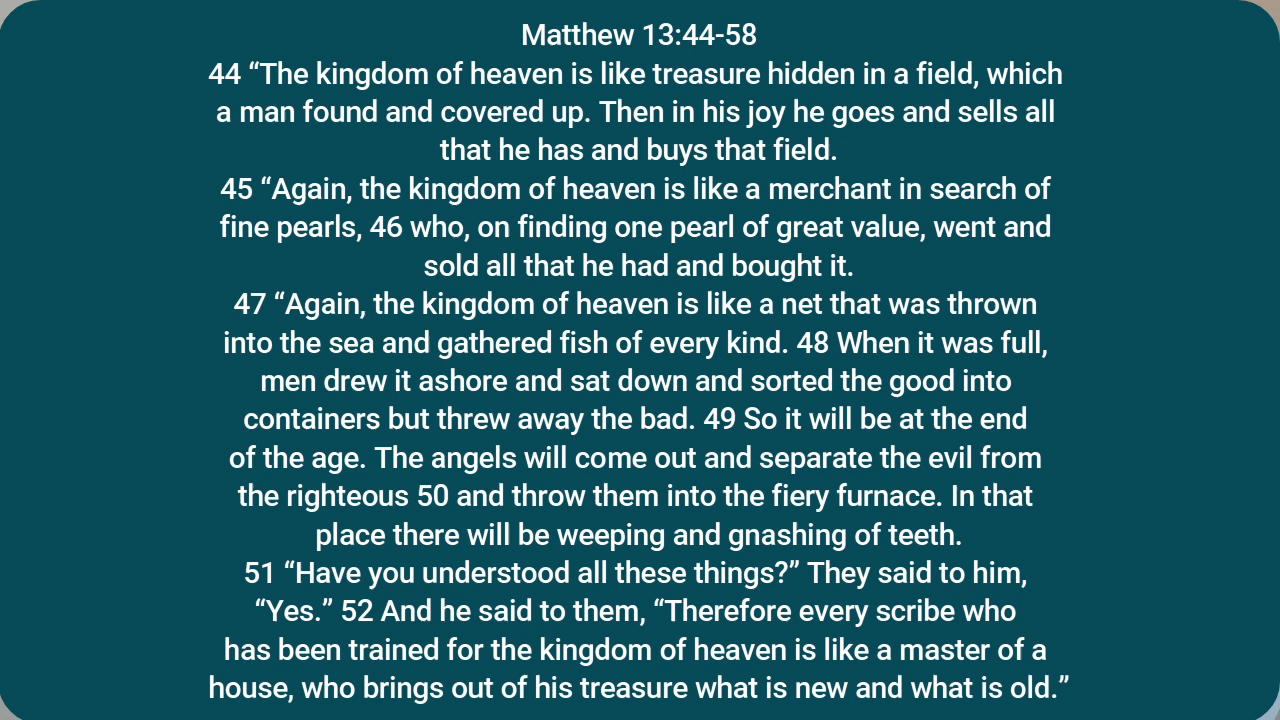 Matthew 13:44-58
44 “The kingdom of heaven is like treasure hidden in a field, which
a man found and covered up. Then in his joy he goes and sells all
that he has and buys that field.
45 “Again, the kingdom of heaven is like a merchant in search of
fine pearls, 46 who, on finding one pearl of great value, went and
sold all that he had and bought it.
47 “Again, the kingdom of heaven is like a net that was thrown
into the sea and gathered fish of every kind. 48 When it was full,
men drew it ashore and sat down and sorted the good into
containers but threw away the bad. 49 So it will be at the end
of the age. The angels will come out and separate the evil from
the righteous 50 and throw them into the fiery furnace. In that
place there will be weeping and gnashing of teeth.
51 “Have you understood all these things?” They said to him,
“Yes.” 52 And he said to them, “Therefore every scribe who
has been trained for the kingdom of heaven is like a master of a
house, who brings out of his treasure what is new and what is old.”